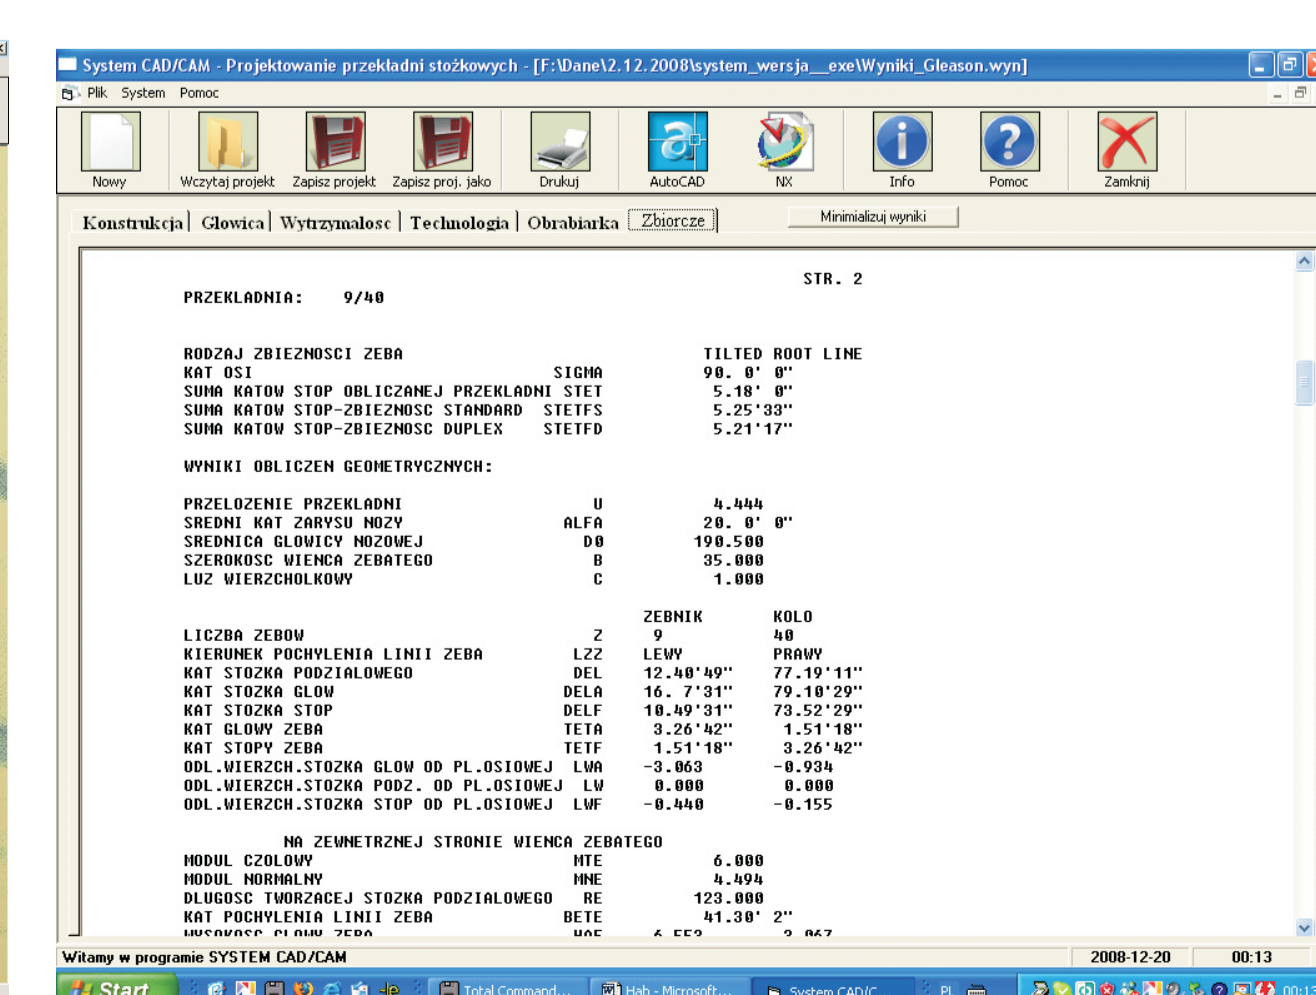 System CAD/CAM - Projektowanie przekładni stożkowych - [F:\Dane\2.12.2008\system_wersja__exe\Wyniki_Gleason.wyn]
Plik System Pomoc
Nowy Wczytaj projekt Zapisz projekt Zapisz proj. jako Drukuj AutoCAD NX Info Pomoc Zamknij
Konstrukcja Glowica Wytrzymalosc Technologia Obrabiarka Zbiorcze Minimializuj wyniki
STR. 2
PRZEKLADNIA: 9/40
RODZAJ ZBIEZNOSCI ZEBA TILTED ROOT LINE
KAT OSI SIGMA 90. 0' 0"
SUMA KATOW STOP OBLICZANEJ PRZEKLADNI STET 5.18' 0"
SUMA KATOW STOP-ZBIEZNOSC STANDARD STETFS 5.25'33"
SUMA KATOW STOP-ZBIEZNOSC DUPLEX STETFD 5.21'17"
WYNIKI OBLICZEN GEOMETRYCZNYCH:
PRZELOZENIE PRZEKLADNI U 4.444
SREDNI KAT ZARYSU NOZY ALFA 20. 0' 0"
SREDNICA GLOWICY NOZOWEJ D0 190.500
SZEROKOSC WIENCA ZEBATEGO B 35.000
LUZ WIERZCHOLKOWY C 1.000
ZEBNIK KOLO
LICZBA ZEBOW Z 9 40
KIERUNEK POCHYLENIA LINII ZEBA LZZ LEWY PRAWY
KAT STOZKA PODZIALOWEGO DEL 12.40'49" 77.19'11"
KAT STOZKA GLOW DELA 16. 7'31" 79.10'29"
KAT STOZKA STOP DELF 10.49'31" 73.52'29"
KAT GLOWY ZEBA TETA 3.26'42" 1.51'18"
KAT STOPY ZEBA TETF 1.51'18" 3.26'42"
ODL.WIERZCH.STOZKA GLOW OD PL.OSIOWEJ LWA -3.063 -0.934
ODL.WIERZCH.STOZKA PODZ. OD PL.OSIOWEJ LW 0.000 0.000
ODL.WIERZCH.STOZKA STOP OD PL.OSIOWEJ LWF -0.440 -0.155
NA ZEWNETRZNEJ STRONIE WIENCA ZEBATEGO
MODUL CZOLOWY MTE 6.000
MODUL NORMALNY MNE 4.494
DLUGOSC TWORZACEJ STOZKA PODZIALOWEGO RE 123.000
KAT POCHYLENIA LINII ZEBA BETE 41.30' 2"
WYSOKOSC GLOWY ZEBA HAE
Witamy w programie SYSTEM CAD/CAM 2008-12-20 00:13
Start Total Command... Hab - Microsoft... System CAD/C PL